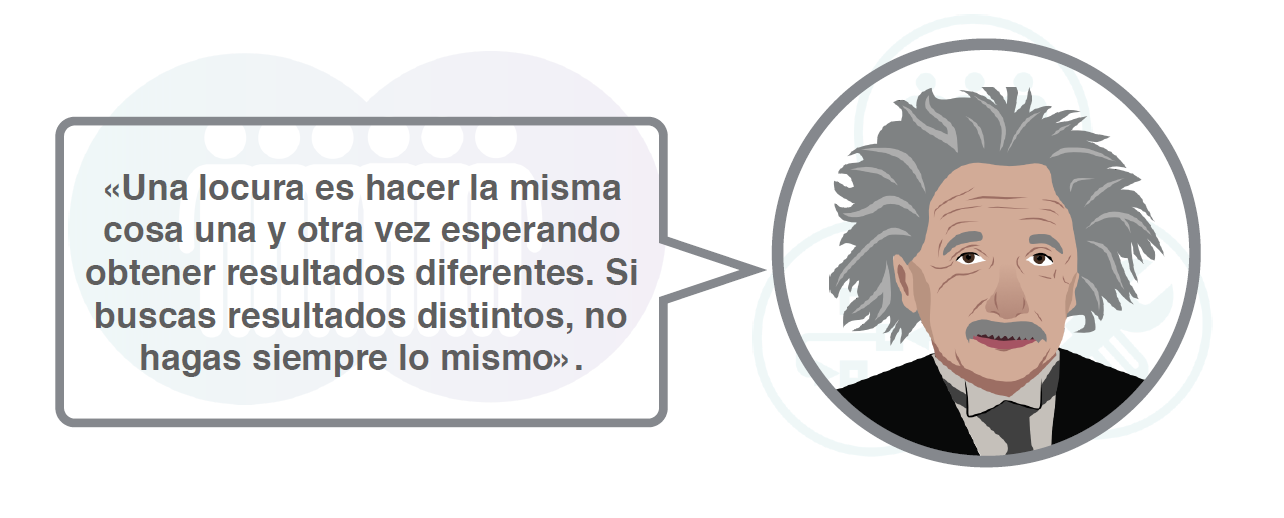 «Una locura es hacer la misma
cosa una y otra vez esperando
obtener resultados diferentes. Si
buscas resultados distintos, no
hagas siempre lo mismo».